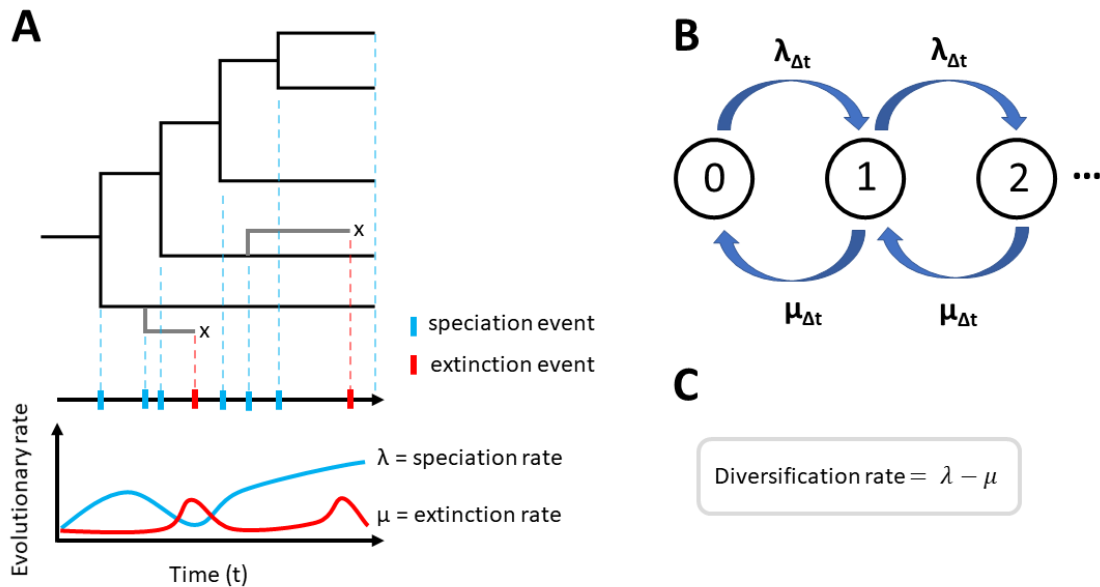 A
x
x
speciation event
extinction event
Evolutionary rate
λ = speciation rate
μ = extinction rate
Time (t)
B
λΔt
λΔt
0
1
2
...
μΔt
μΔt
C
Diversification rate = λ − μ